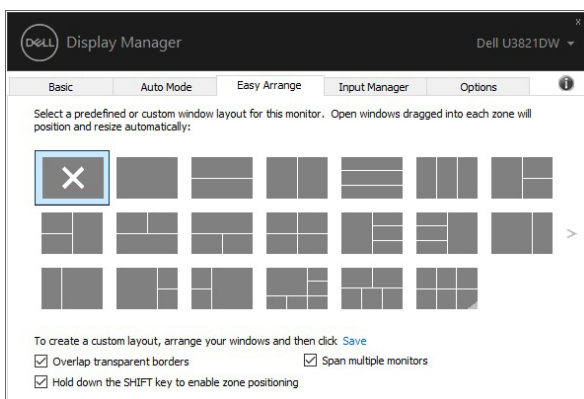 x
DELL Display Manager Dell U3821DW
Basic Auto Mode Easy Arrange Input Manager Options
Select a predefined or custom window layout for this monitor. Open windows dragged into each zone will
position and resize automatically:
To create a custom layout, arrange your windows and then click Save
Overlap transparent borders Span multiple monitors
Hold down the SHIFT key to enable zone positioning